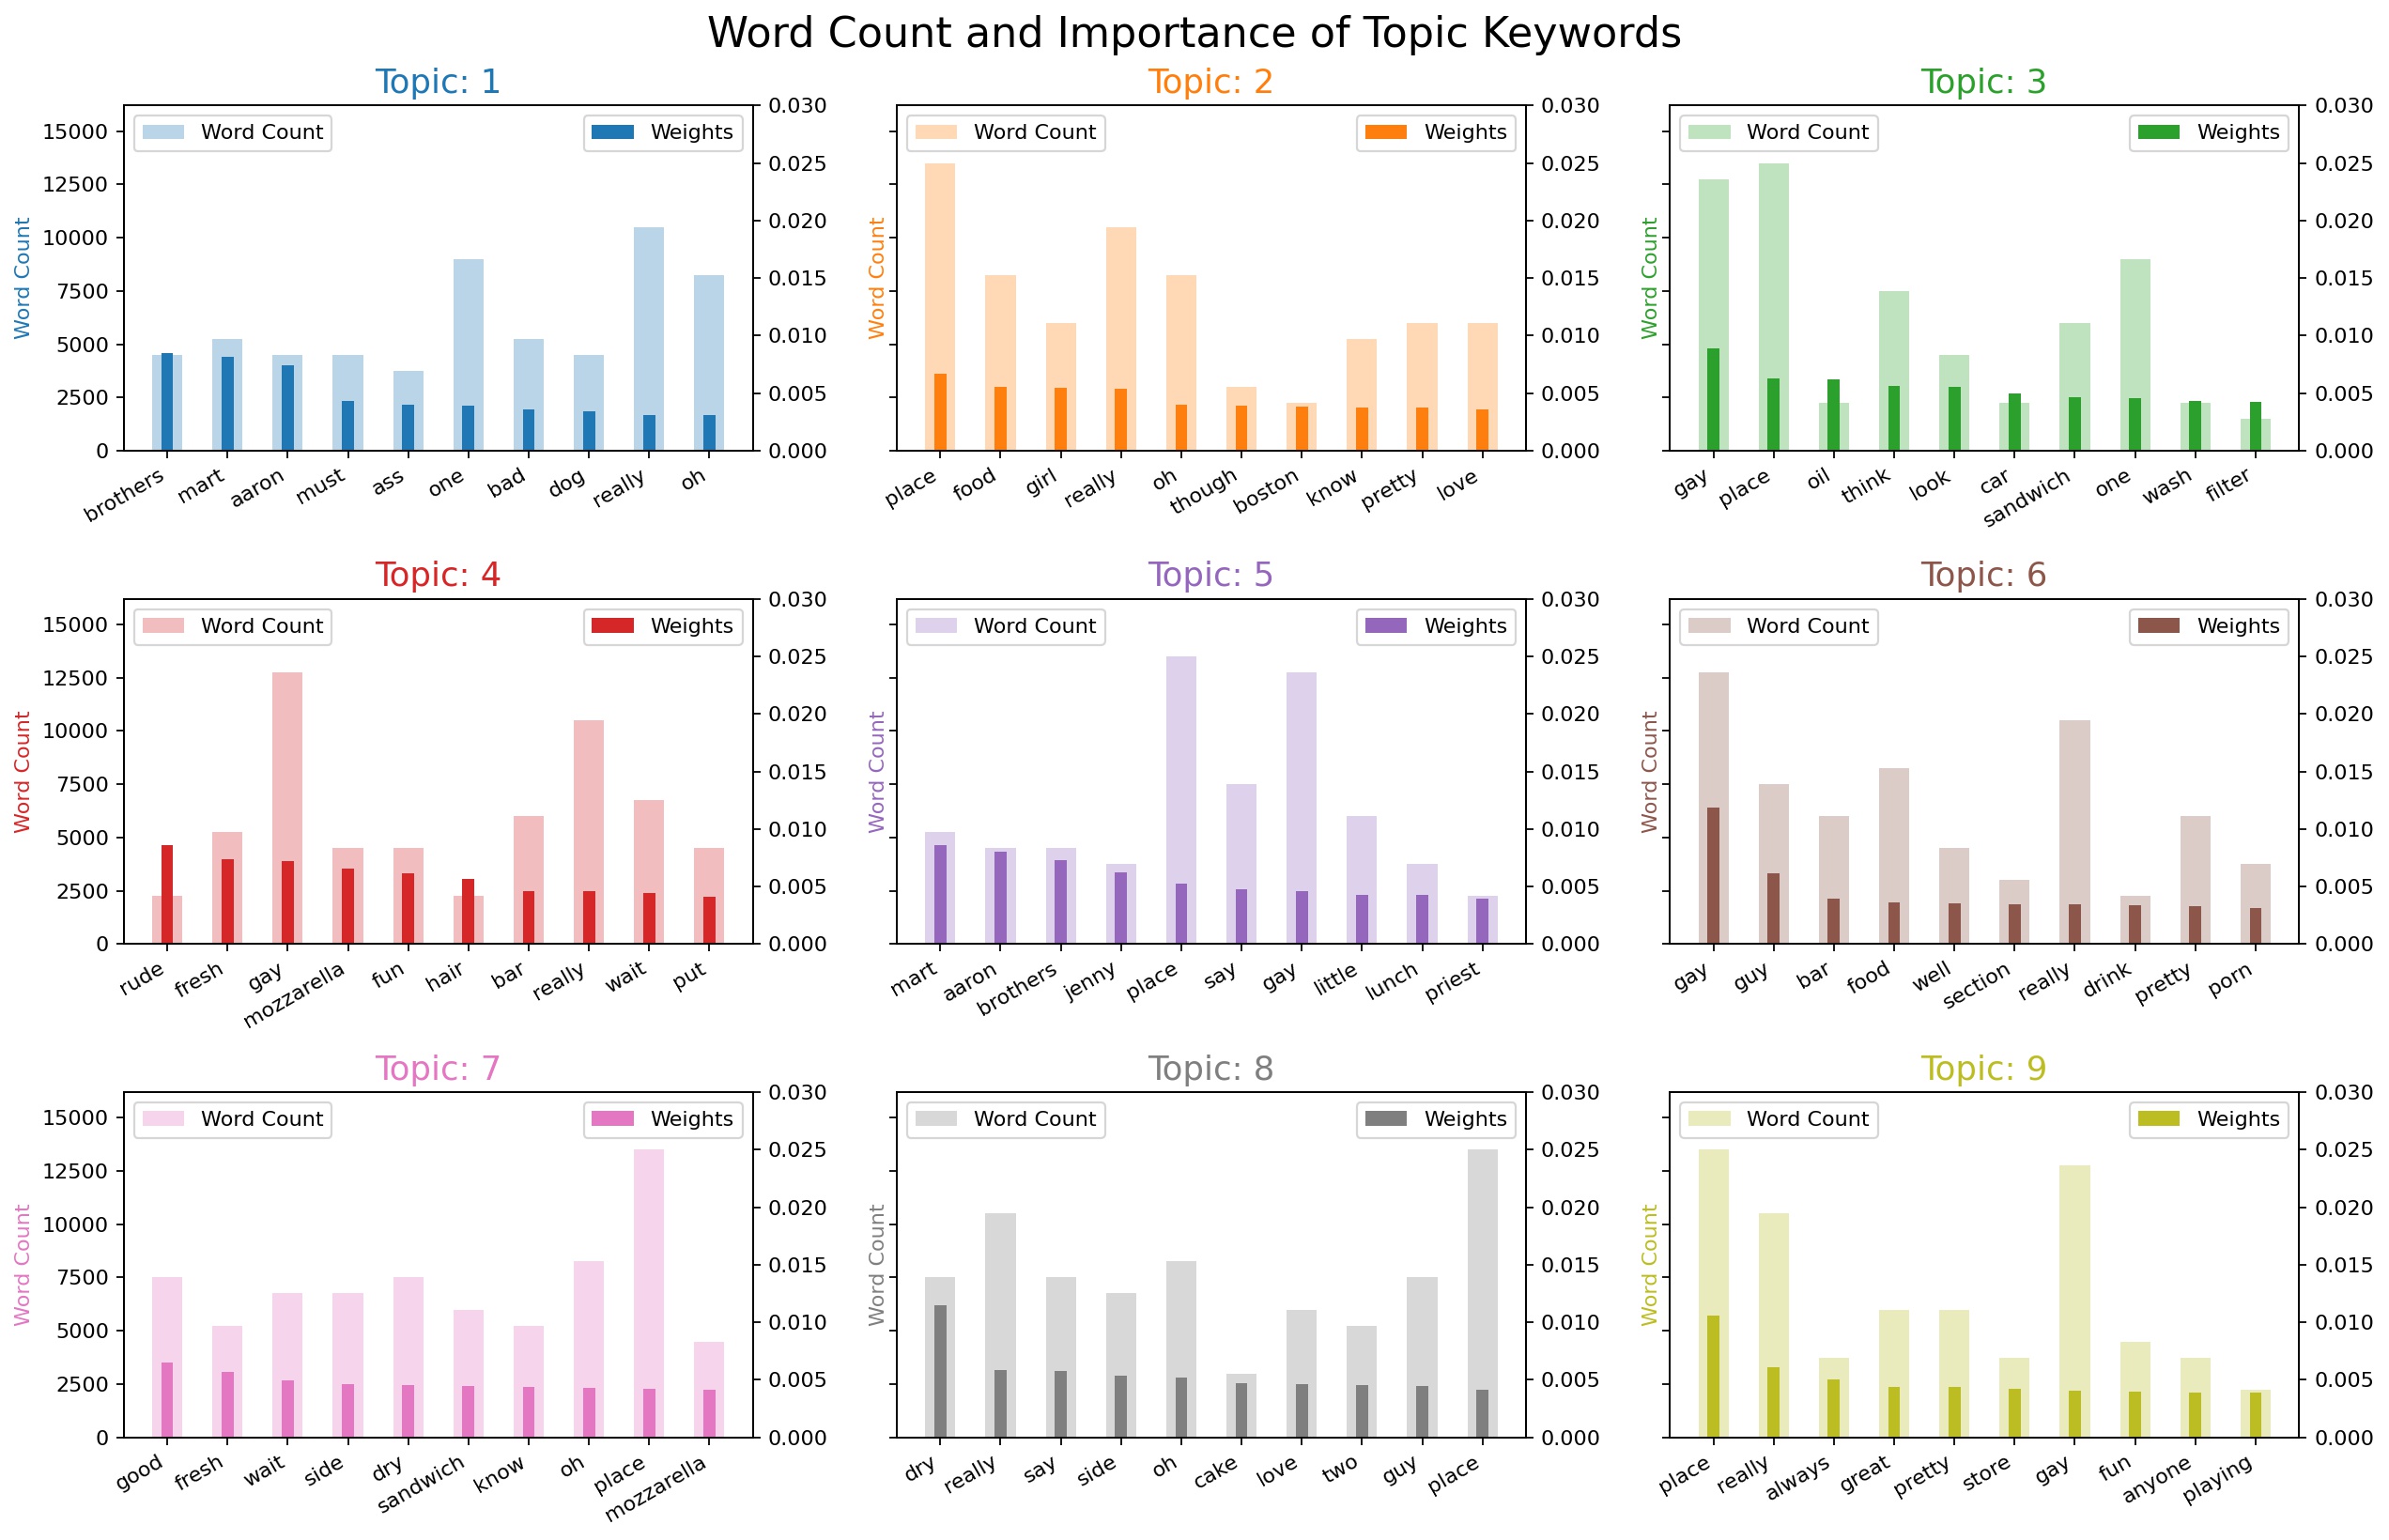 Word Count and Importance of Topic Keywords
Topic: 1
Word Count
Weights
Word Count
15000
12500
10000
7500
5000
2500
0
0.030
0.025
0.020
0.015
0.010
0.005
0.000
brothers mart aaron must ass one bad dog really oh
Topic: 2
Word Count
Weights
Word Count
0.030
0.025
0.020
0.015
0.010
0.005
0.000
place food girl really oh though boston know pretty love
Topic: 3
Word Count
Weights
Word Count
0.030
0.025
0.020
0.015
0.010
0.005
0.000
gay place oil think look car sandwich one wash filter
Topic: 4
Word Count
Weights
Word Count
15000
12500
10000
7500
5000
2500
0
0.030
0.025
0.020
0.015
0.010
0.005
0.000
rude fresh gay mozzarella fun hair bar really wait put
Topic: 5
Word Count
Weights
Word Count
0.030
0.025
0.020
0.015
0.010
0.005
0.000
mart aaron brothers jenny place say gay little lunch priest
Topic: 6
Word Count
Weights
Word Count
0.030
0.025
0.020
0.015
0.010
0.005
0.000
gay guy bar food well section really drink pretty porn
Topic: 7
Word Count
Weights
Word Count
15000
12500
10000
7500
5000
2500
0
0.030
0.025
0.020
0.015
0.010
0.005
0.000
good fresh wait side dry sandwich know oh place mozzarella
Topic: 8
Word Count
Weights
Word Count
0.030
0.025
0.020
0.015
0.010
0.005
0.000
dry really say side oh cake love two guy place
Topic: 9
Word Count
Weights
Word Count
0.030
0.025
0.020
0.015
0.010
0.005
0.000
place really always great pretty store gay fun anyone playing